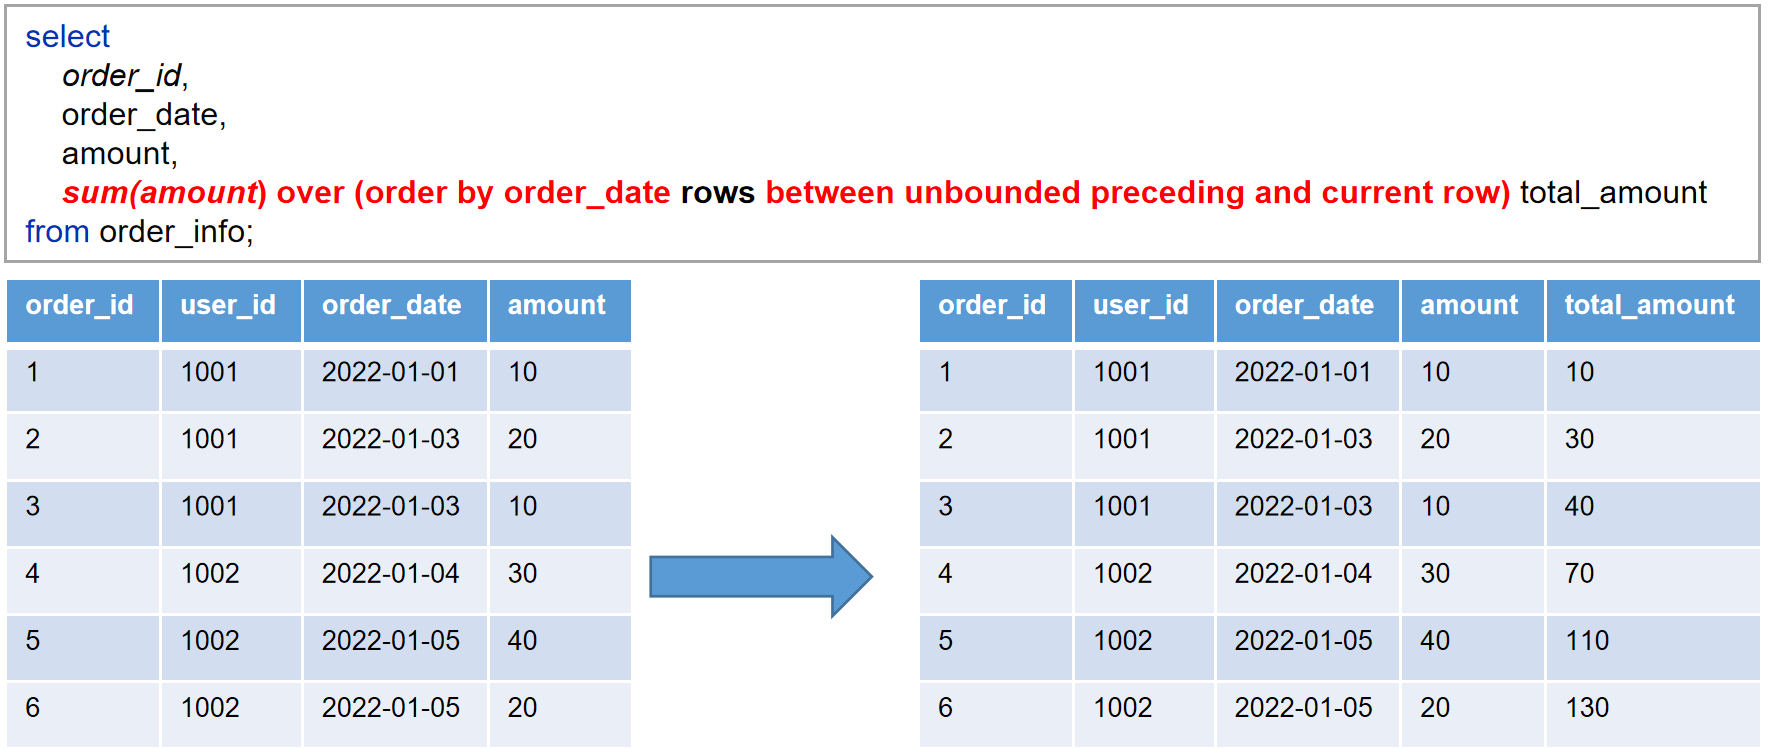 select
order_id,
order_date,
amount,
sum(amount) over (order by order_date rows between unbounded preceding and current row) total_amount
from order_info;
order_id user_id order_date amount
1 1001 2022-01-01 10
2 1001 2022-01-03 20
3 1001 2022-01-03 10
4 1002 2022-01-04 30
5 1002 2022-01-05 40
6 1002 2022-01-05 20
order_id user_id order_date amount total_amount
1 1001 2022-01-01 10 10
2 1001 2022-01-03 20 30
3 1001 2022-01-03 10 40
4 1002 2022-01-04 30 70
5 1002 2022-01-05 40 110
6 1002 2022-01-05 20 130